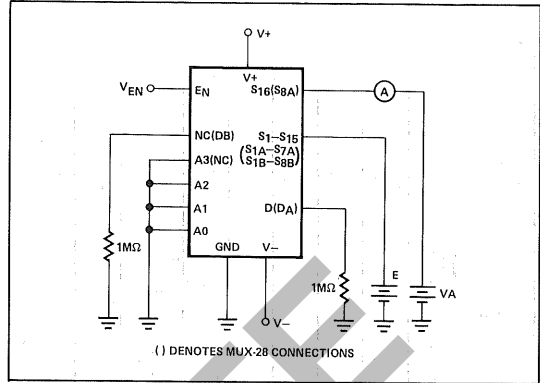 V+
V+
VEN
EN
S16(S8A)
A
NC(DB)
S1–S15
(S1A–S7A
S1B–S8B)
A3(NC)
A2
D(DA)
A1
A0
GND
V–
1MΩ
1MΩ
E
VA
V–
( ) DENOTES MUX-28 CONNECTIONS